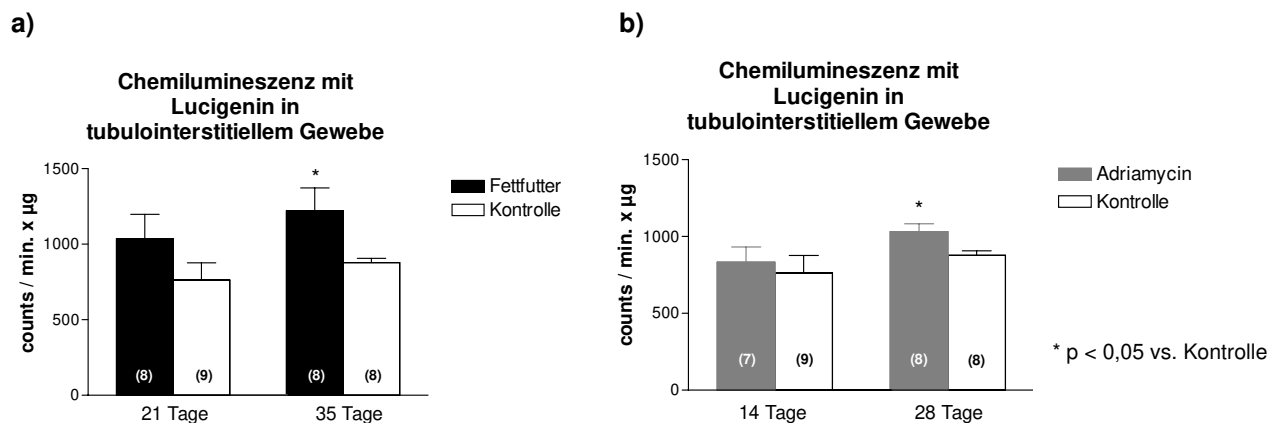 a)
Chemilumineszenz mit
Lucigenin in
tubulointerstitiellem Gewebe
counts / min. x µg
1500
1000
500
0
*
(8)
(9)
(8)
(8)
21 Tage
35 Tage
Fettfutter
Kontrolle
b)
Chemilumineszenz mit
Lucigenin in
tubulointerstitiellem Gewebe
counts / min. x µg
1500
1000
500
0
*
(7)
(9)
(8)
(8)
14 Tage
28 Tage
Adriamycin
Kontrolle
* p < 0,05 vs. Kontrolle